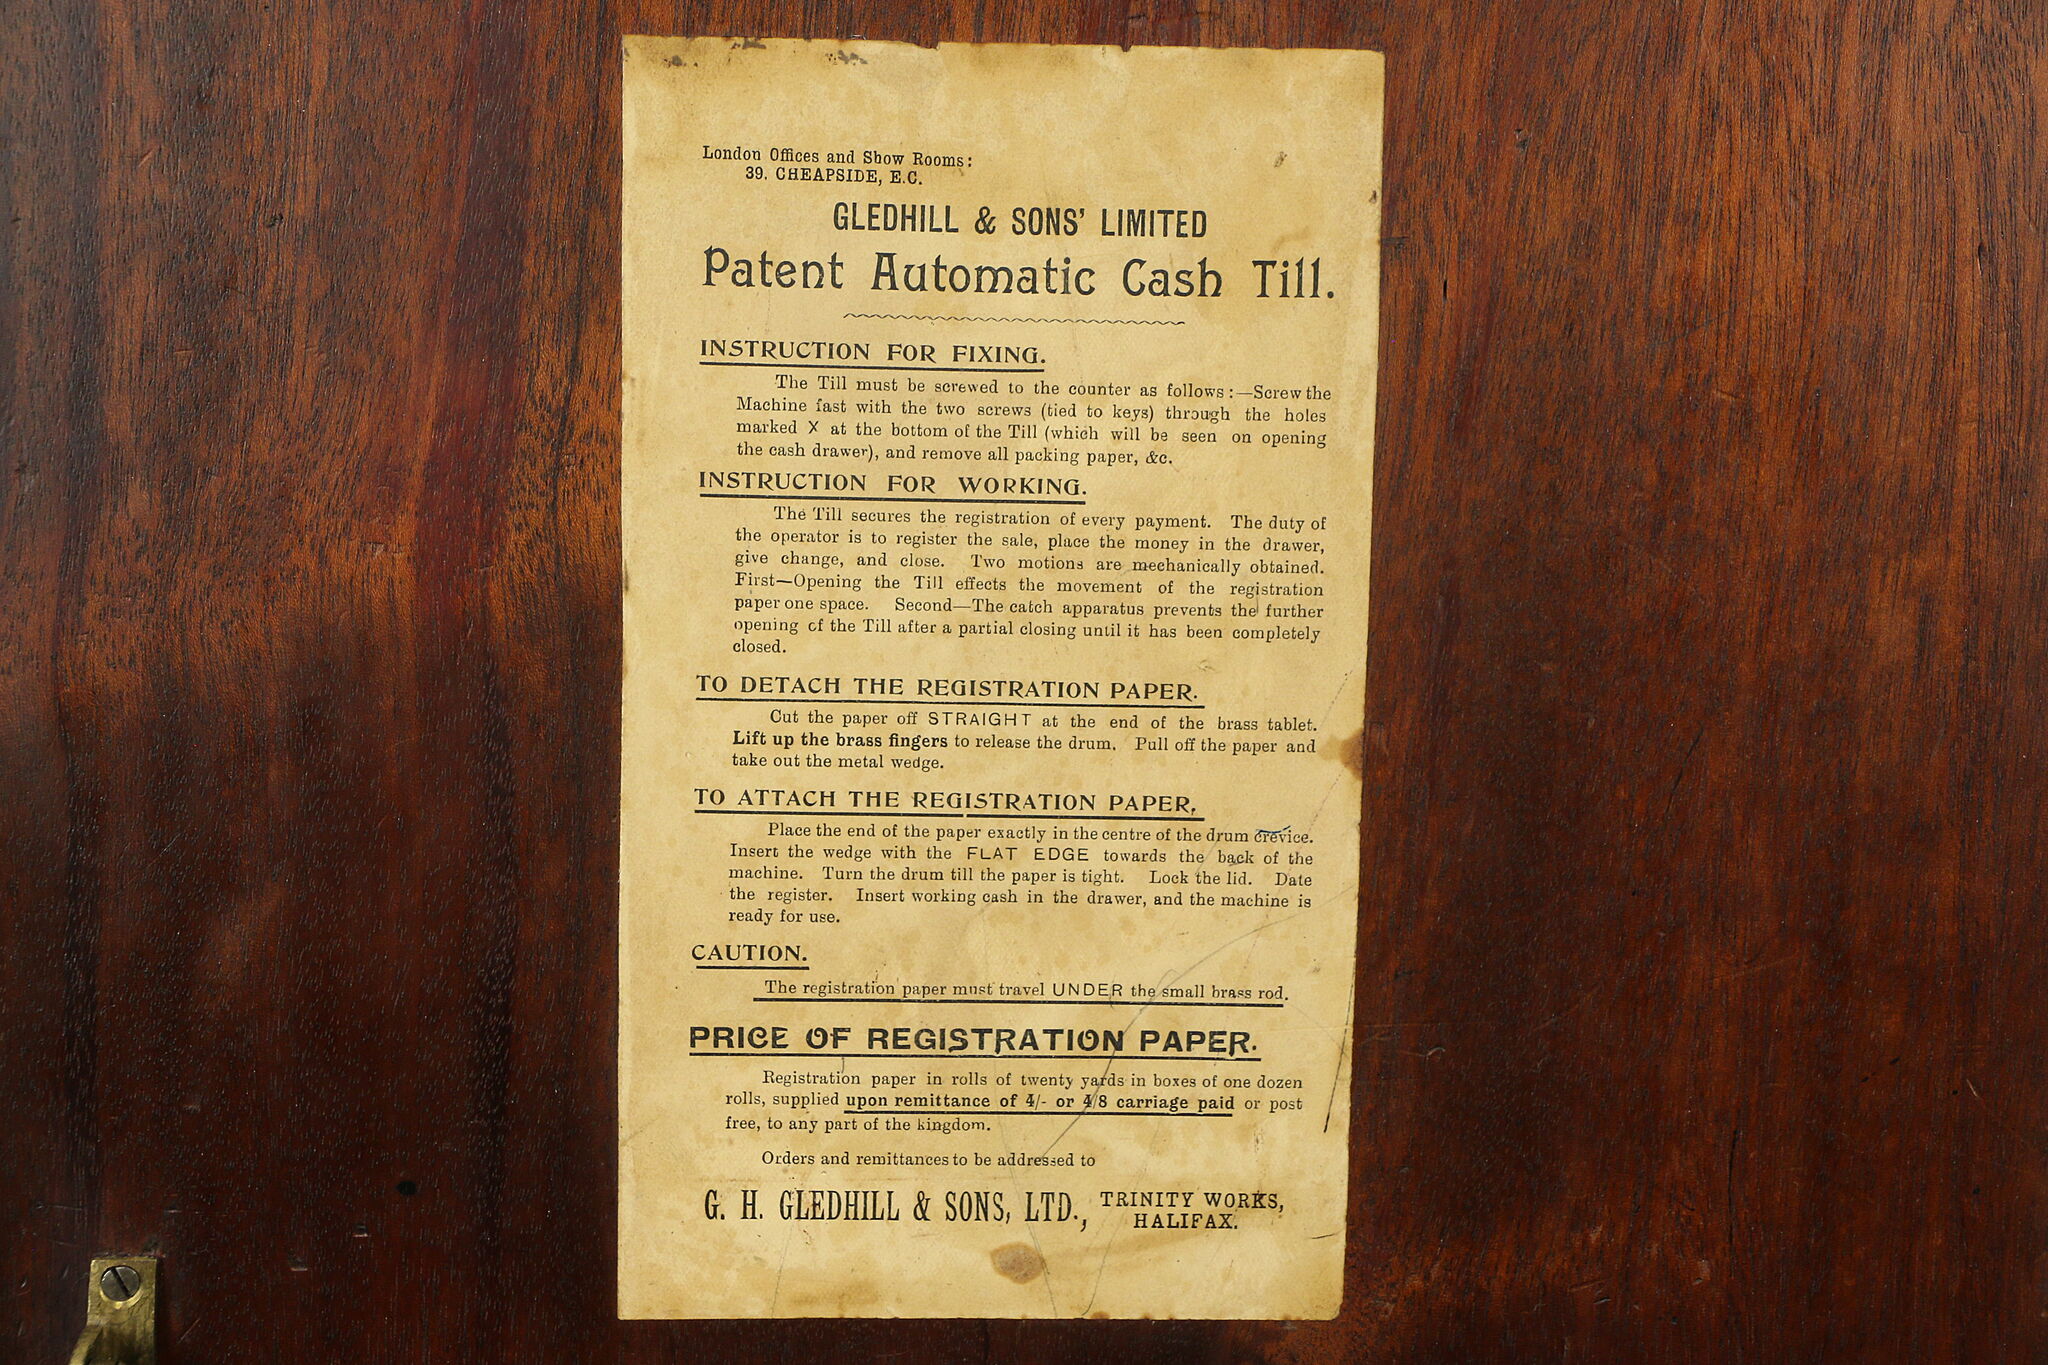 London Offices and Show Rooms:
39, CHEAPSIDE, E.C.
GLEDHILL & SONS' LIMITED
Patent Automatic Cash Till.
INSTRUCTION FOR FIXING.
The Till must be screwed to the counter as follows:—Screw the
Machine fast with the two screws (tied to keys) through the holes
marked X at the bottom of the Till (which will be seen on opening
the cash drawer), and remove all packing paper, &c.
INSTRUCTION FOR WORKING.
The Till secures the registration of every payment. The duty of
the operator is to register the sale, place the money in the drawer,
give change, and close. Two motions are mechanically obtained.
First—Opening the Till effects the movement of the registration
paper one space. Second—The catch apparatus prevents the further
opening of the Till after a partial closing until it has been completely
closed.
TO DETACH THE REGISTRATION PAPER.
Cut the paper off STRAIGHT at the end of the brass tablet.
Lift up the brass fingers to release the drum. Pull off the paper and
take out the metal wedge.
TO ATTACH THE REGISTRATION PAPER,
Place the end of the paper exactly in the centre of the drum crevice.
Insert the wedge with the FLAT EDGE towards the back of the
machine. Turn the drum till the paper is tight. Lock the lid. Date
the register. Insert working cash in the drawer, and the machine is
ready for use.
CAUTION.
The registration paper must travel UNDER the small brass rod.
PRICE OF REGISTRATION PAPER.
Registration paper in rolls of twenty yards in boxes of one dozen
rolls, supplied upon remittance of 4/- or 4/8 carriage paid or post
free, to any part of the kingdom.
Orders and remittances to be addressed to
G. H. GLEDHILL & SONS, LTD., TRINITY WORKS,
HALIFAX.